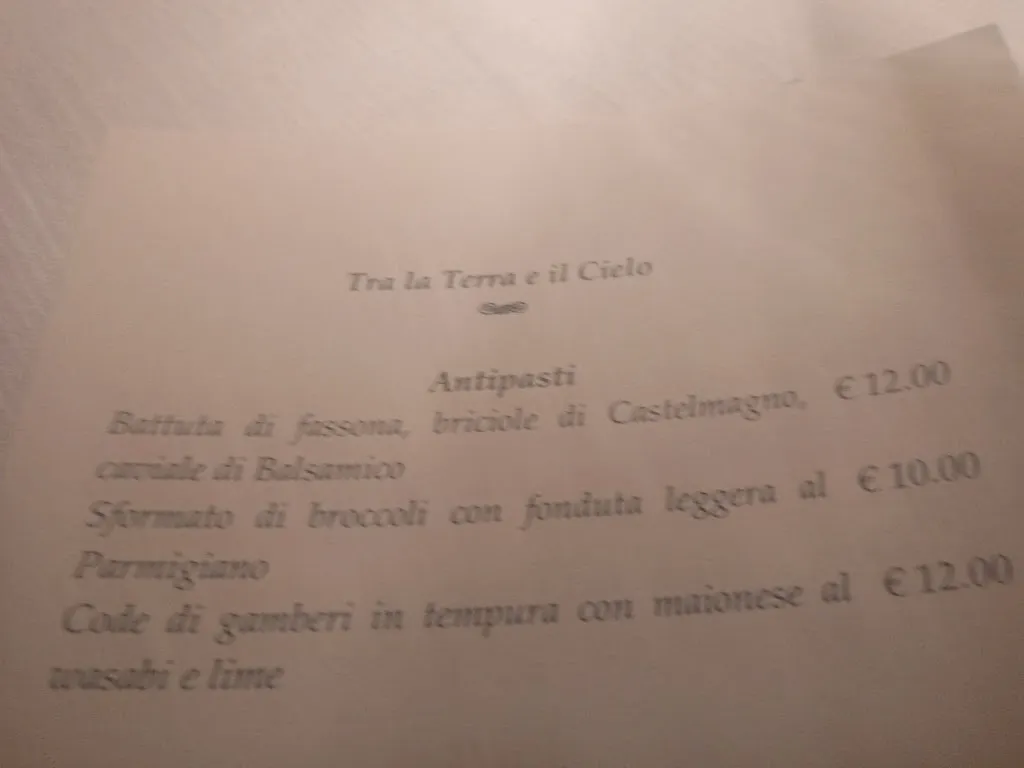 Tra la Terra e il Cielo
Antipasti
Battuta di fassona, briciole di Castelmagno, € 12.00
caviale di Balsamico
Sformato di broccoli con fonduta leggera al € 10.00
Parmigiano
Code di gamberi in tempura con maionese al € 12.00
wasabi e lime